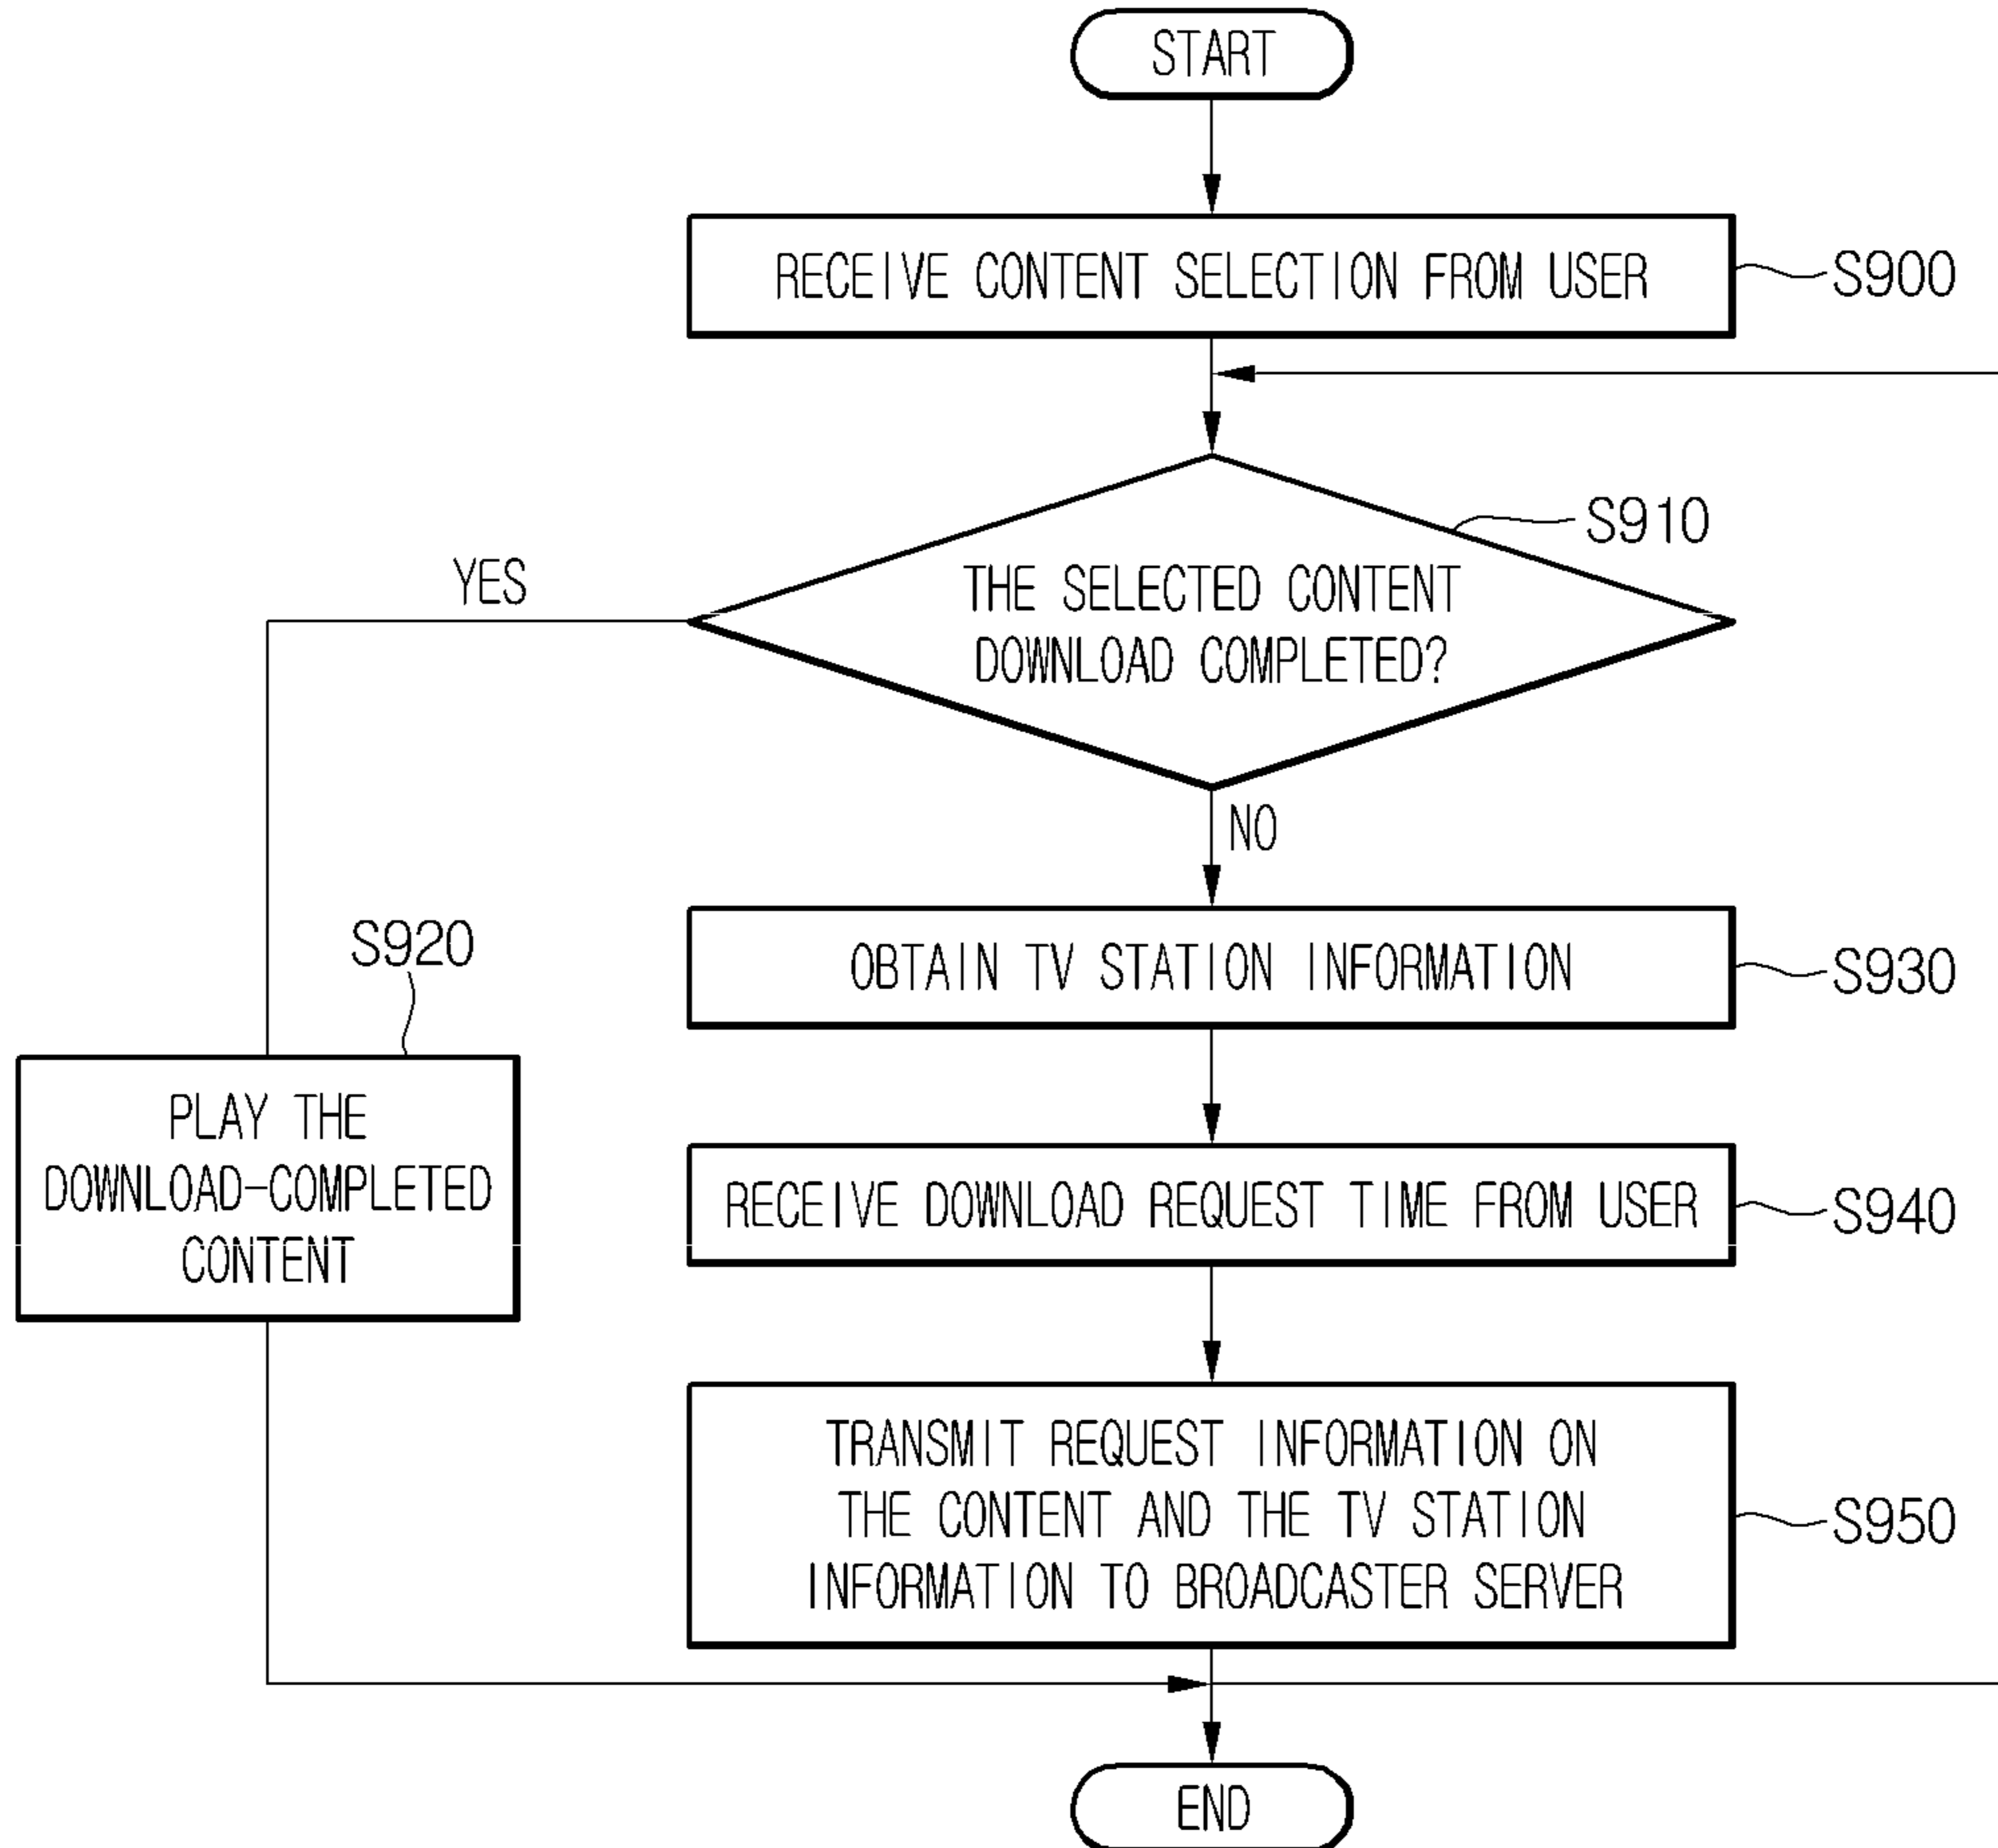 START
RECEIVE CONTENT SELECTION FROM USER
S900
S910
THE SELECTED CONTENT
DOWNLOAD COMPLETED?
YES
NO
S920
PLAY THE
DOWNLOAD-COMPLETED
CONTENT
OBTAIN TV STATION INFORMATION
S930
RECEIVE DOWNLOAD REQUEST TIME FROM USER
S940
TRANSMIT REQUEST INFORMATION ON
THE CONTENT AND THE TV STATION
INFORMATION TO BROADCASTER SERVER
S950
END